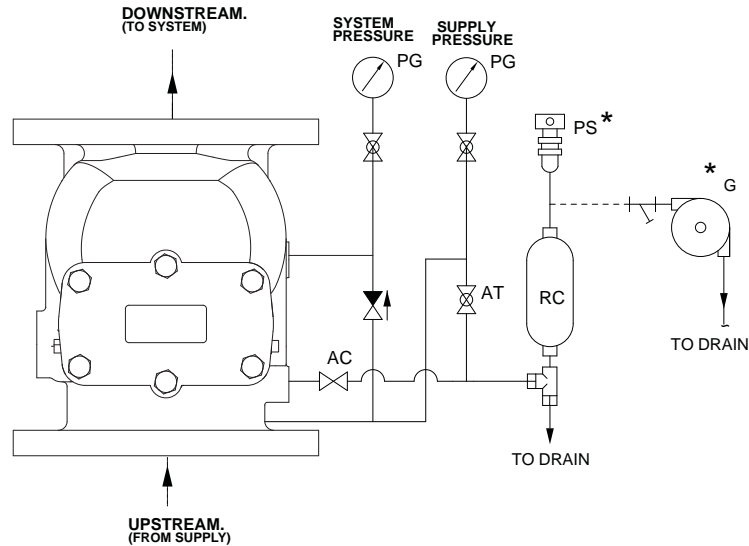 DOWNSTREAM.
(TO SYSTEM)
SYSTEM
PRESSURE
PG
SUPPLY
PRESSURE
PG
PS *
* G
AT
RC
TO DRAIN
AC
TO DRAIN
UPSTREAM.
(FROM SUPPLY)